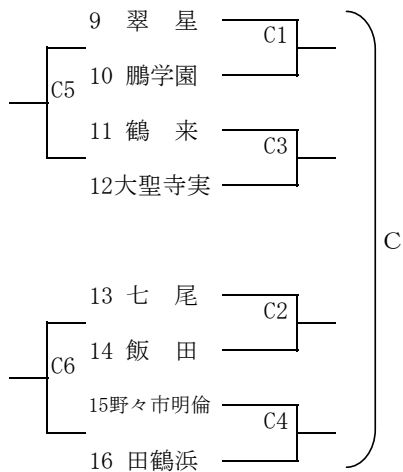 9 翠 星
C1
C5
10 鵬学園
11 鶴 来
C3
12大聖寺実
C
13 七 尾
C2
14 飯 田
C6
15野々市明倫
C4
16 田鶴浜